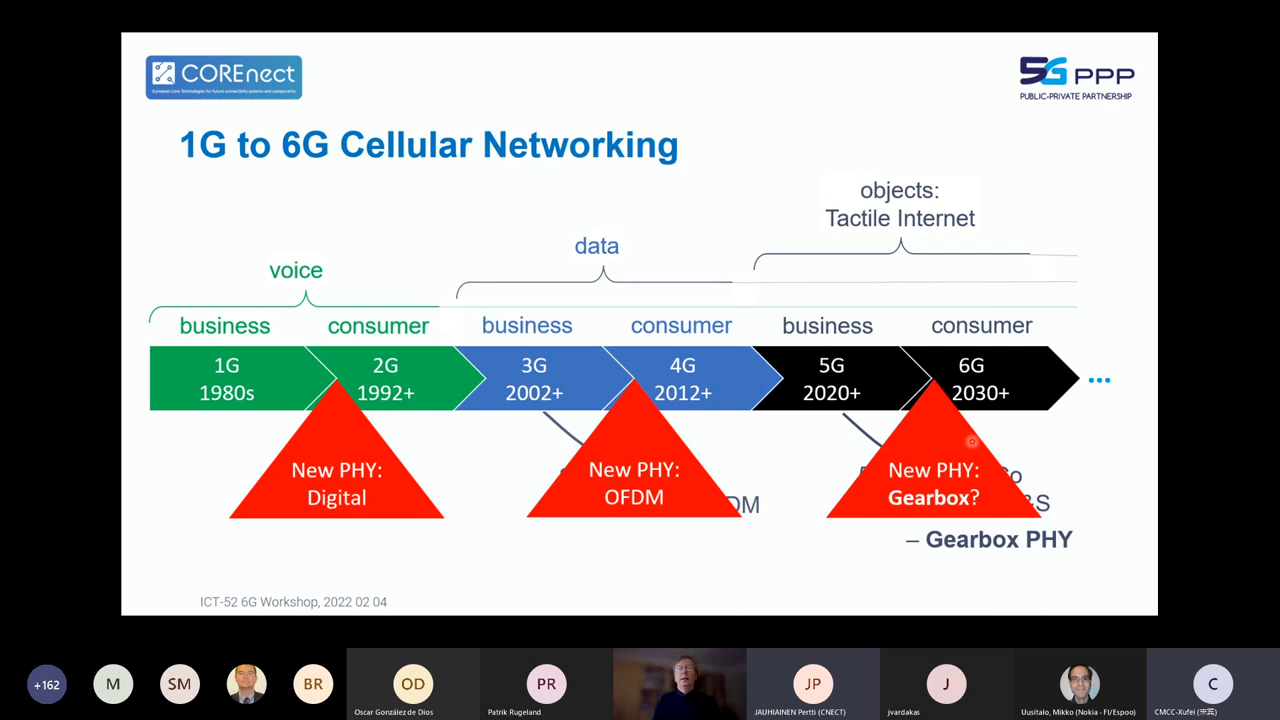 COREnect
European Core Technologies for future connectivity systems and components
5G PPP
PUBLIC-PRIVATE PARTNERSHIP
1G to 6G Cellular Networking
objects:
Tactile Internet
data
voice
business
consumer
business
consumer
business
consumer
1G
1980s
2G
1992+
3G
2002+
4G
2012+
5G
2020+
6G
2030+
...
New PHY:
Digital
New PHY:
OFDM
DM
New PHY:
Gearbox?
o
&S
– Gearbox PHY
ICT-52 6G Workshop, 2022 02 04
+162
M
SM
BR
OD
Oscar González de Dios
PR
Patrik Rugeland
JP
JAUHIAINEN Pertti (CNECT)
J
jvardakas
Uusitalo, Mikko (Nokia - FI/Espoo)
C
CMCC-Xufei